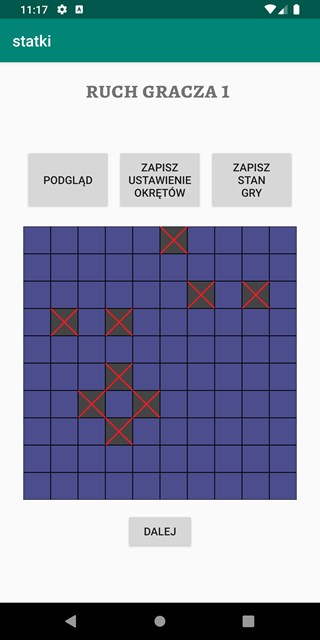 11:17
statki
RUCH GRACZA 1
PODGLĄD
ZAPISZ
USTAWIENIE
OKRĘTÓW
ZAPISZ
STAN
GRY
DALEJ